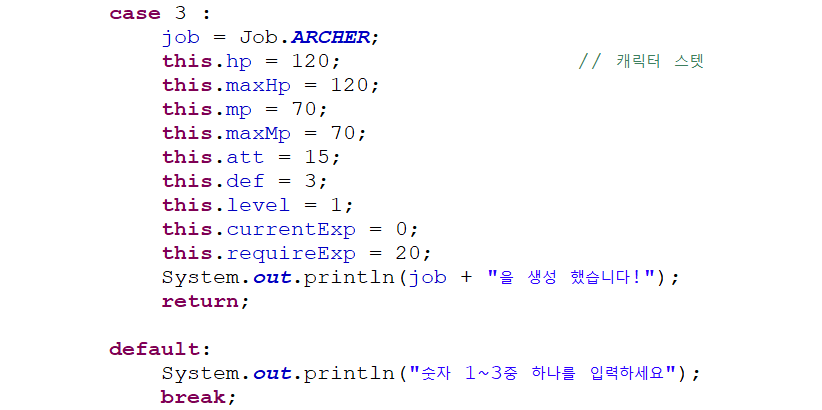 case 3 :
job = Job.ARCHER;
this.hp = 120; // 캐릭터 스텟
this.maxHp = 120;
this.mp = 70;
this.maxMp = 70;
this.att = 15;
this.def = 3;
this.level = 1;
this.currentExp = 0;
this.requireExp = 20;
System.out.println(job + "을 생성 했습니다!");
return;
default:
System.out.println("숫자 1~3중 하나를 입력하세요");
break;